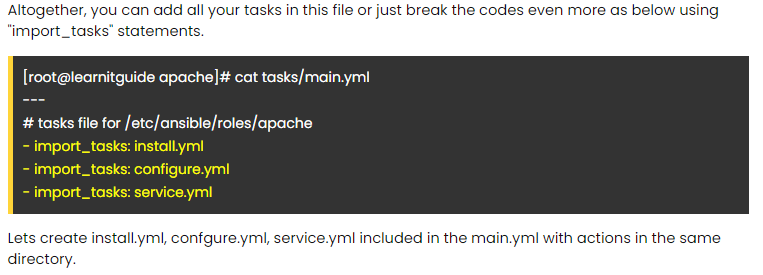 Altogether, you can add all your tasks in this file or just break the codes even more as below using
"import_tasks" statements.
[root@learnitguide apache]# cat tasks/main.yml
---
# tasks file for /etc/ansible/roles/apache
- import_tasks: install.yml
- import_tasks: configure.yml
- import_tasks: service.yml
Lets create install.yml, confgure.yml, service.yml included in the main.yml with actions in the same
directory.